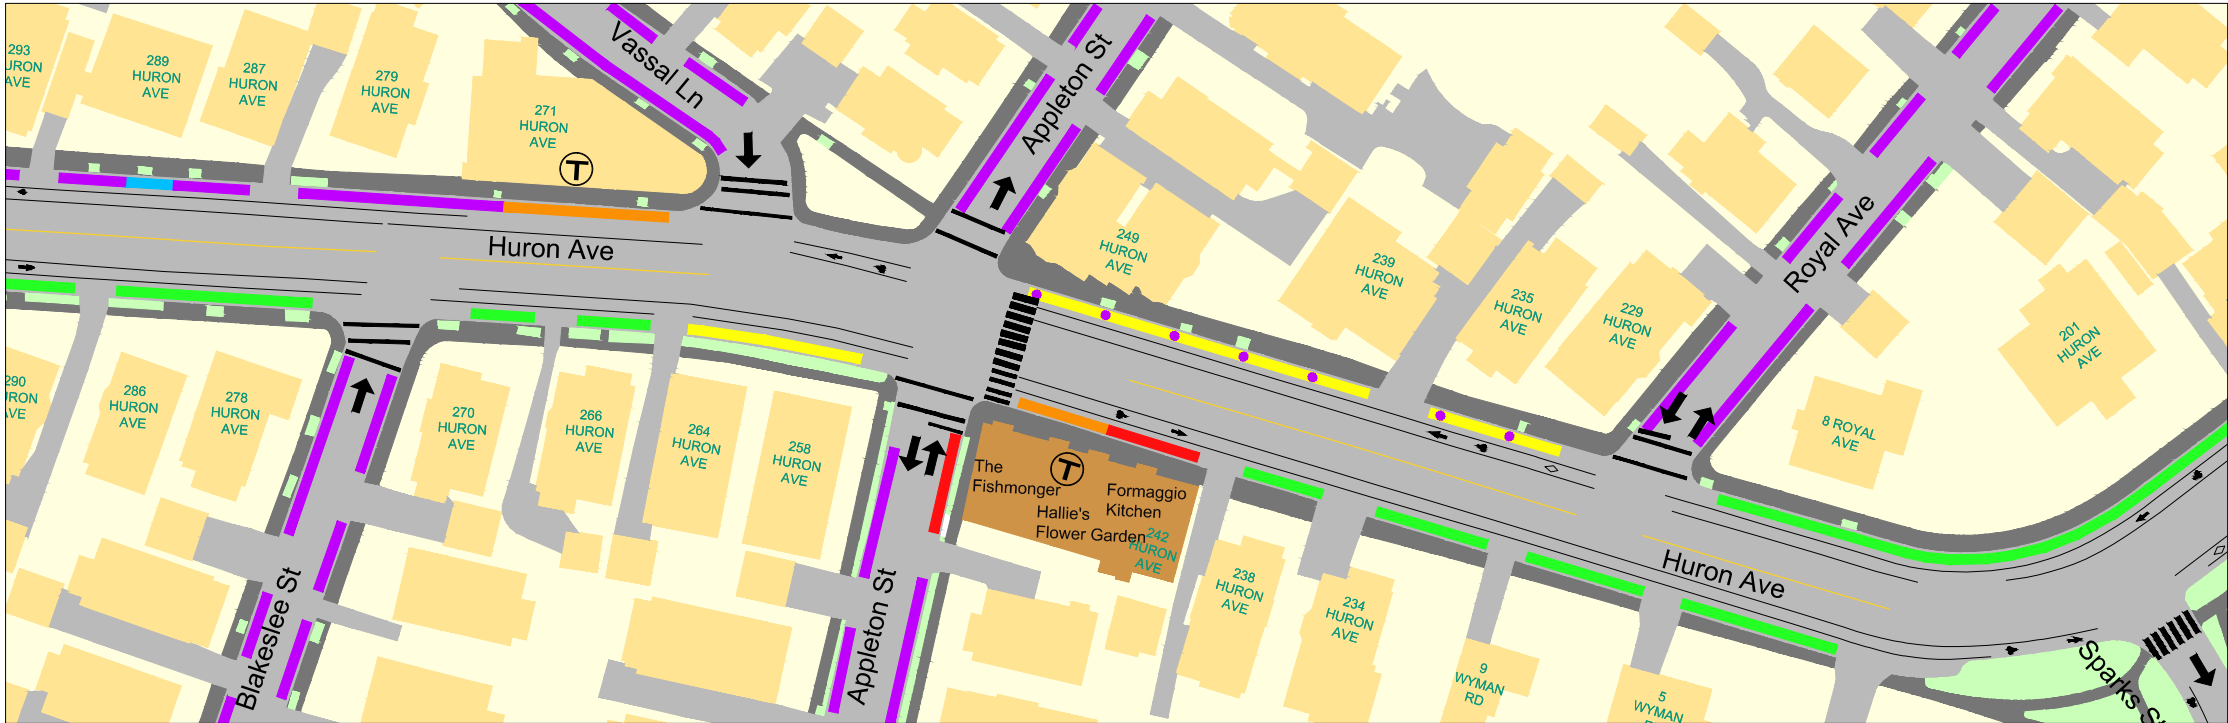 293
HURON
AVE
289
HURON
AVE
287
HURON
AVE
279
HURON
AVE
271
HURON
AVE
T
Vassal Ln
Appleton St
Huron Ave
249
HURON
AVE
239
HURON
AVE
235
HURON
AVE
229
HURON
AVE
Royal Ave
201
HURON
AVE
8 ROYAL
AVE
290
HURON
AVE
286
HURON
AVE
278
HURON
AVE
270
HURON
AVE
266
HURON
AVE
264
HURON
AVE
258
HURON
AVE
The
Fishmonger
T
Hallie's
Flower Garden
Formaggio
Kitchen
242
HURON
AVE
238
HURON
AVE
234
HURON
AVE
9
WYMAN
RD
5
WYMAN
Huron Ave
Blakeslee St
Appleton St
Sparks St